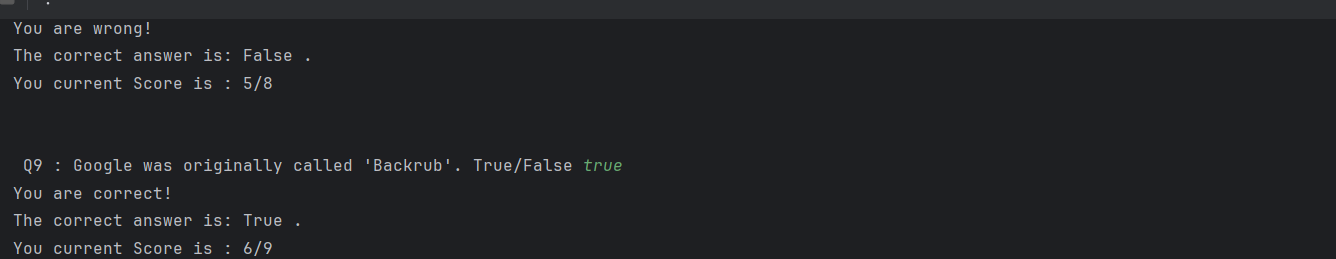 You are wrong!
The correct answer is: False .
You current Score is : 5/8
Q9 : Google was originally called 'Backrub'. True/False true
You are correct!
The correct answer is: True .
You current Score is : 6/9